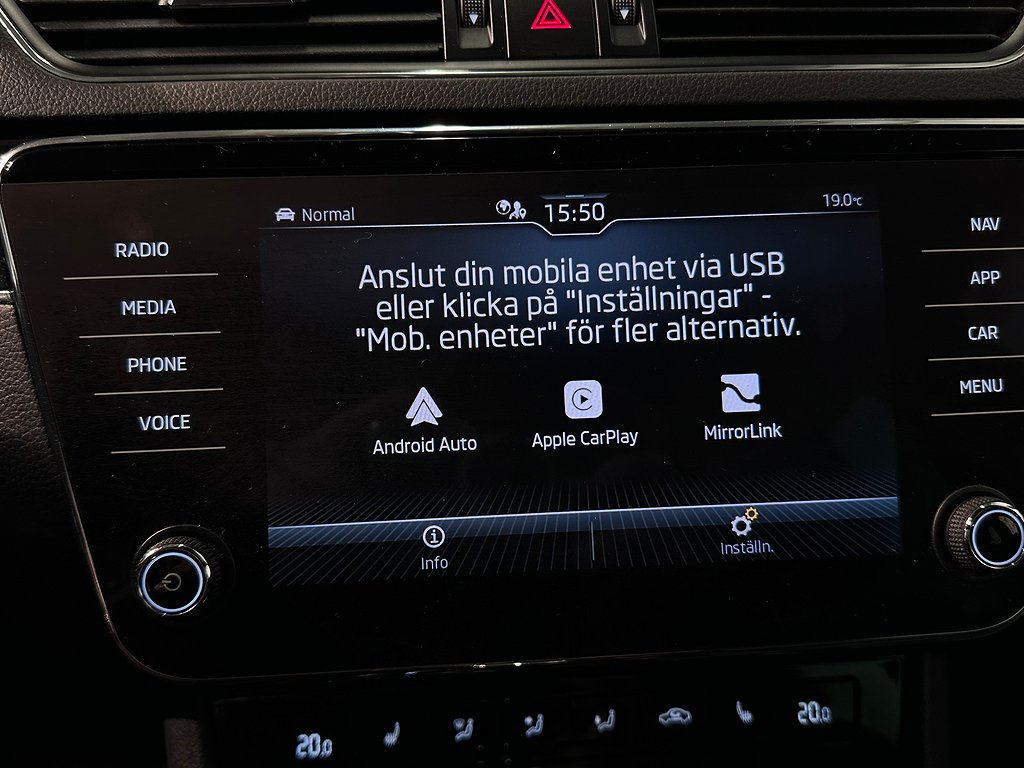 Normal
15:50
19.0°C
RADIO
MEDIA
PHONE
VOICE
Anslut din mobila enhet via USB
eller klicka på "Inställningar" -
"Mob. enheter" för fler alternativ.
Android Auto
Apple CarPlay
MirrorLink
Info
Inställn.
NAV
APP
CAR
MENU
20.0
20.0